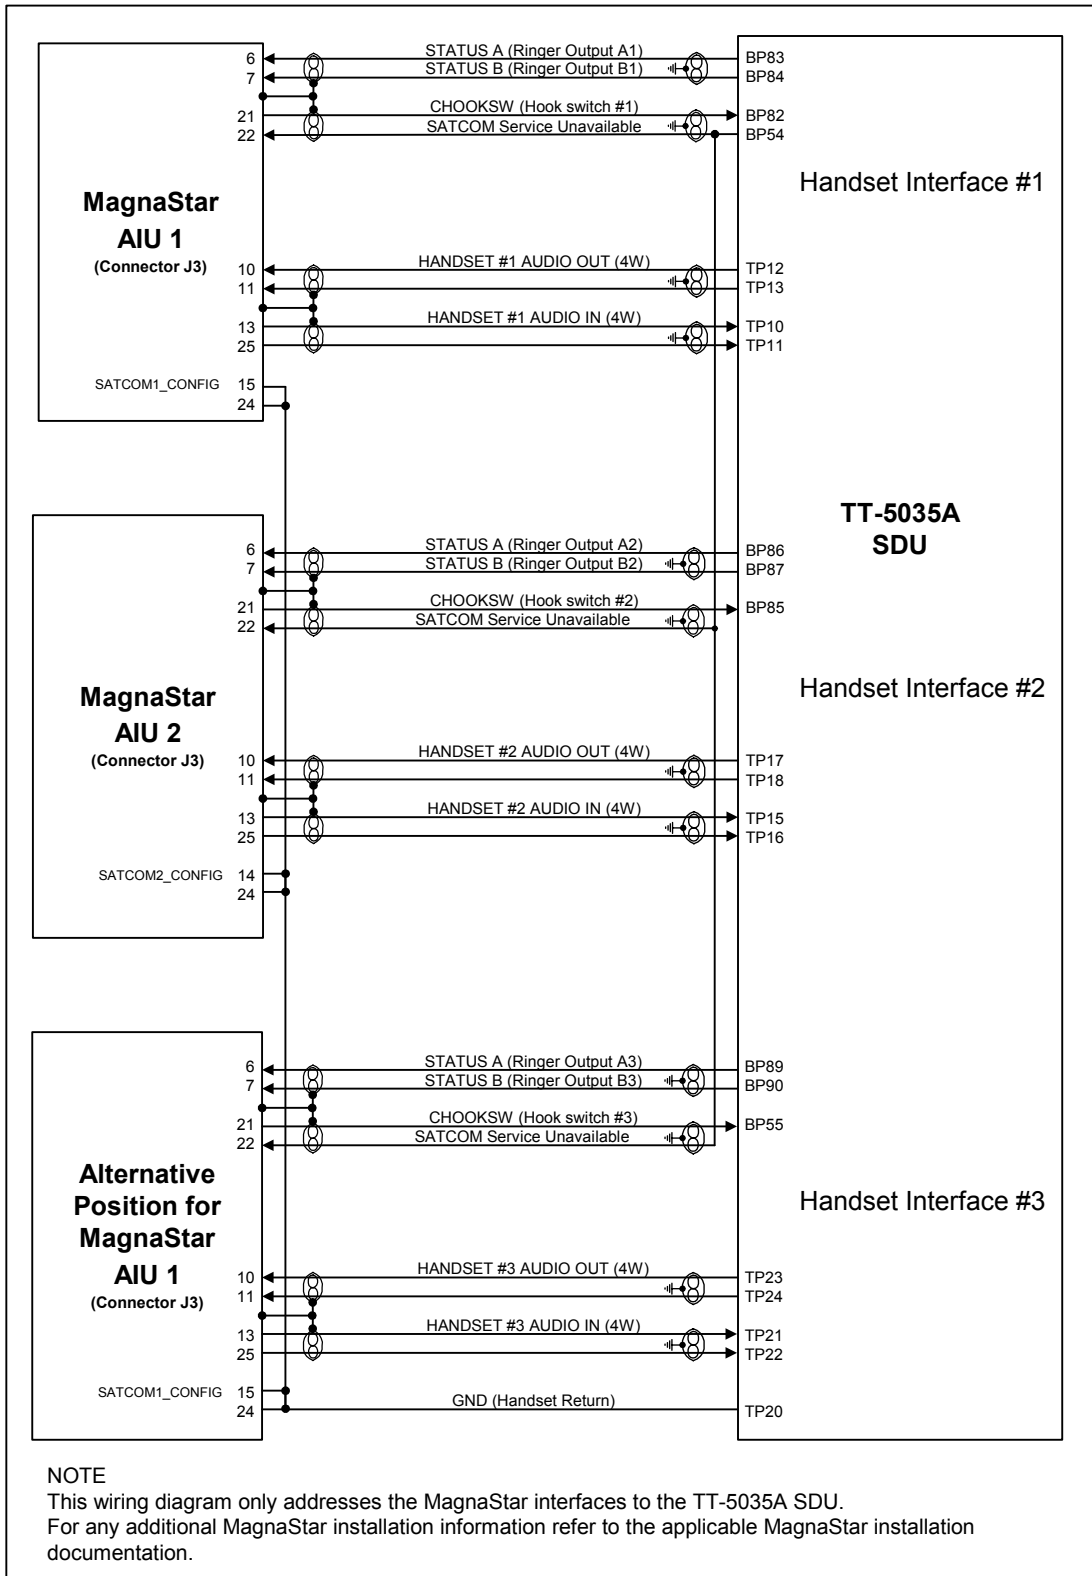 STATUS A (Ringer Output A1)
6 BP83
STATUS B (Ringer Output B1)
7 BP84
CHOOKSW (Hook switch #1)
21 BP82
SATCOM Service Unavailable
22 BP54
Handset Interface #1
MagnaStar
AIU 1
(Connector J3)
HANDSET #1 AUDIO OUT (4W)
10 TP12
11 TP13
HANDSET #1 AUDIO IN (4W)
13 TP10
25 TP11
SATCOM1_CONFIG 15
24
TT-5035A
SDU
STATUS A (Ringer Output A2)
6 BP86
STATUS B (Ringer Output B2)
7 BP87
CHOOKSW (Hook switch #2)
21 BP85
SATCOM Service Unavailable
22
Handset Interface #2
MagnaStar
AIU 2
(Connector J3)
HANDSET #2 AUDIO OUT (4W)
10 TP17
11 TP18
HANDSET #2 AUDIO IN (4W)
13 TP15
25 TP16
SATCOM2_CONFIG 14
24
STATUS A (Ringer Output A3)
6 BP89
STATUS B (Ringer Output B3)
7 BP90
CHOOKSW (Hook switch #3)
21 BP55
SATCOM Service Unavailable
22
Handset Interface #3
Alternative
Position for
MagnaStar
AIU 1
(Connector J3)
HANDSET #3 AUDIO OUT (4W)
10 TP23
11 TP24
HANDSET #3 AUDIO IN (4W)
13 TP21
25 TP22
SATCOM1_CONFIG 15
GND (Handset Return)
24 TP20
NOTE
This wiring diagram only addresses the MagnaStar interfaces to the TT-5035A SDU.
For any additional MagnaStar installation information refer to the applicable MagnaStar installation
documentation.